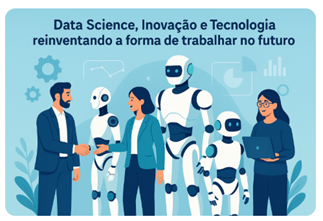 Data Science, Inovação e Tecnologia
reinventando a forma de trabalhar no futuro